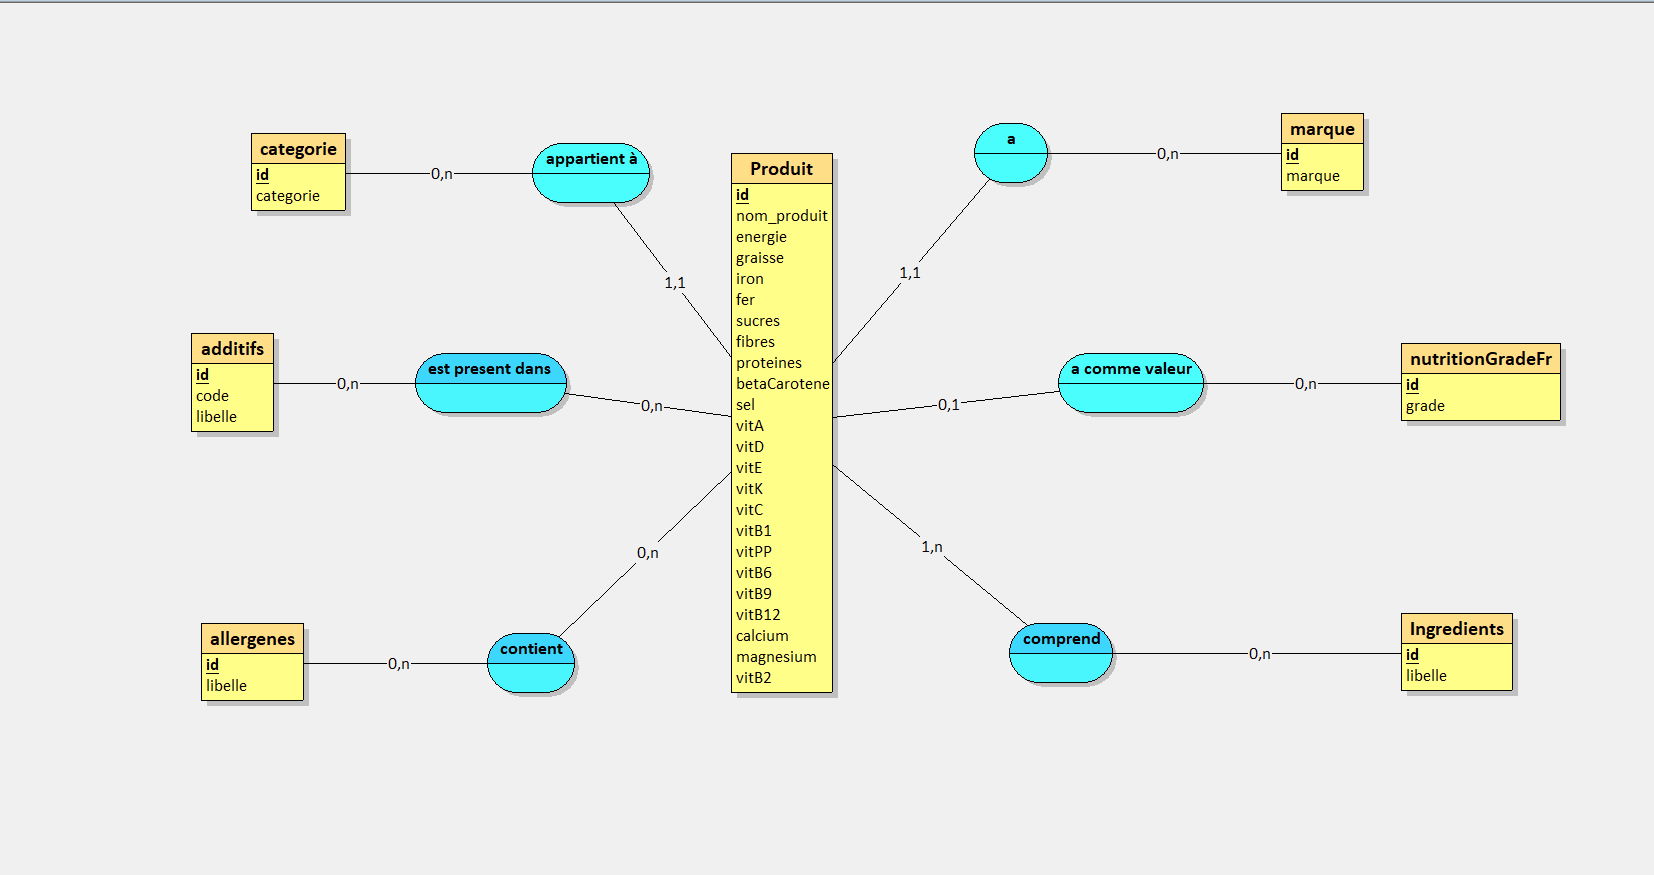 categorie
id
categorie
0,n
appartient à
1,1
additifs
id
code
libelle
0,n
est present dans
0,n
allergenes
id
libelle
0,n
contient
0,n
Produit
id
nom_produit
energie
graisse
iron
fer
sucres
fibres
proteines
betaCarotene
sel
vitA
vitD
vitE
vitK
vitC
vitB1
vitPP
vitB6
vitB9
vitB12
calcium
magnesium
vitB2
a
1,1
0,n
marque
id
marque
a comme valeur
0,1
0,n
nutritionGradeFr
id
grade
1,n
comprend
0,n
Ingredients
id
libelle